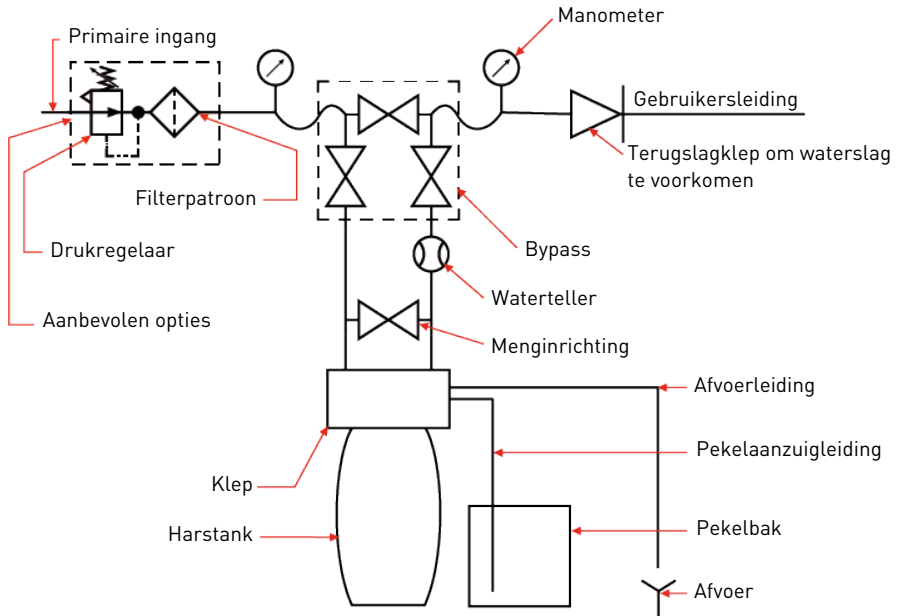 Manometer
Primaire ingang
Gebruikersleiding
Terugslagklep om waterslag
te voorkomen
Filterpatroon
Drukregelaar
Bypass
Waterteller
Aanbevolen opties
Menginrichting
Afvoerleiding
Pekelaanzuigleiding
Klep
Harstank
Pekelbak
Afvoer